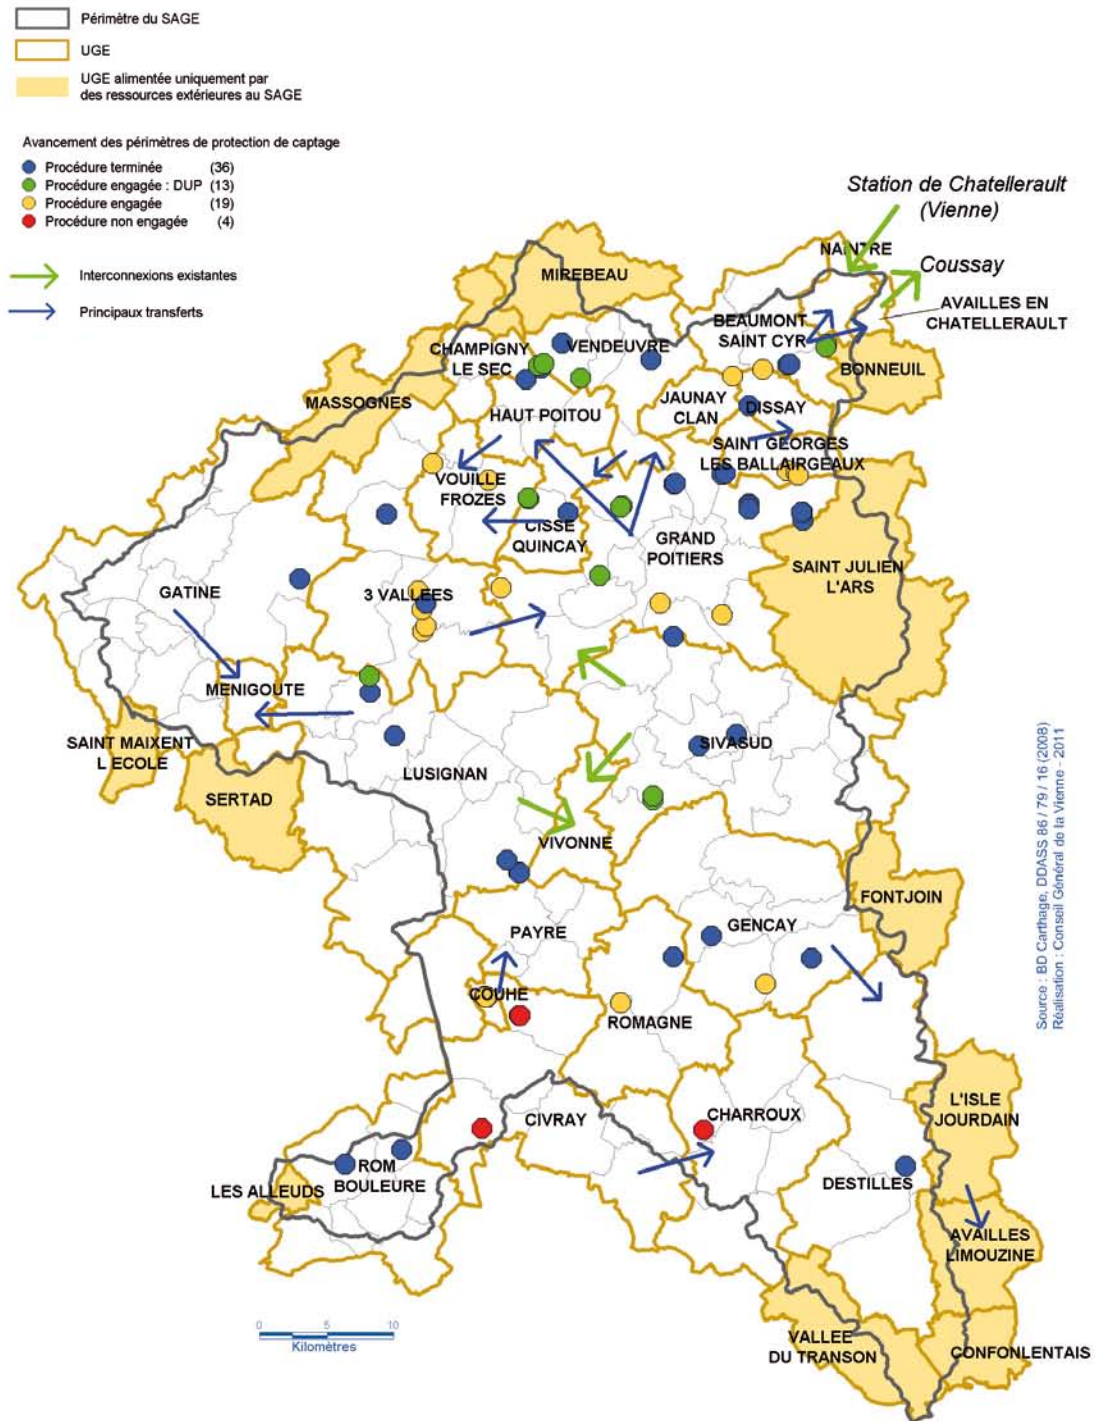 Périmètre du SAGE
UGE
UGE alimentée uniquement par
des ressources extérieures au SAGE
Avancement des périmètres de protection de captage
Procédure terminée (36)
Procédure engagée : DUP (13)
Procédure engagée (19)
Procédure non engagée (4)
Interconnexions existantes
Principaux transferts
Station de Chatellerault
(Vienne)
NAINTRE
Coussay
MIREBEAU
AVAILLES EN
CHATELLERAULT
BEAUMONT
SAINT CYR
CHAMPIGNY
LE SEC
VENDEUVRE
BONNEUIL
MASSOGNES
JAUNAY
CLAN
HAUT POITOU
DISSAY
SAINT GEORGES
LES BALLAIRGEAUX
VOUILLE
FROZES
CISSE
QUINCAY
GRAND
POITIERS
SAINT JULIEN
L'ARS
GATINE
3 VALLEES
MENIGOUTE
SAINT MAIXENT
L ECOLE
SIVASUD
LUSIGNAN
SERTAD
VIVONNE
FONTJOIN
GENCAY
PAYRE
COUHE
ROMAGNE
L'ISLE
JOURDAIN
CHARROUX
CIVRAY
ROM
BOULEURE
LES ALLEUDS
DESTILLES
AVAILLES
LIMOUZINE
VALLEE
DU TRANSON
CONFONLENTAIS
0 5 10
Kilomètres
Source : BD Carthage, DDASS 86 / 79 / 16 (2008)
Réalisation : Conseil Général de la Vienne - 2011